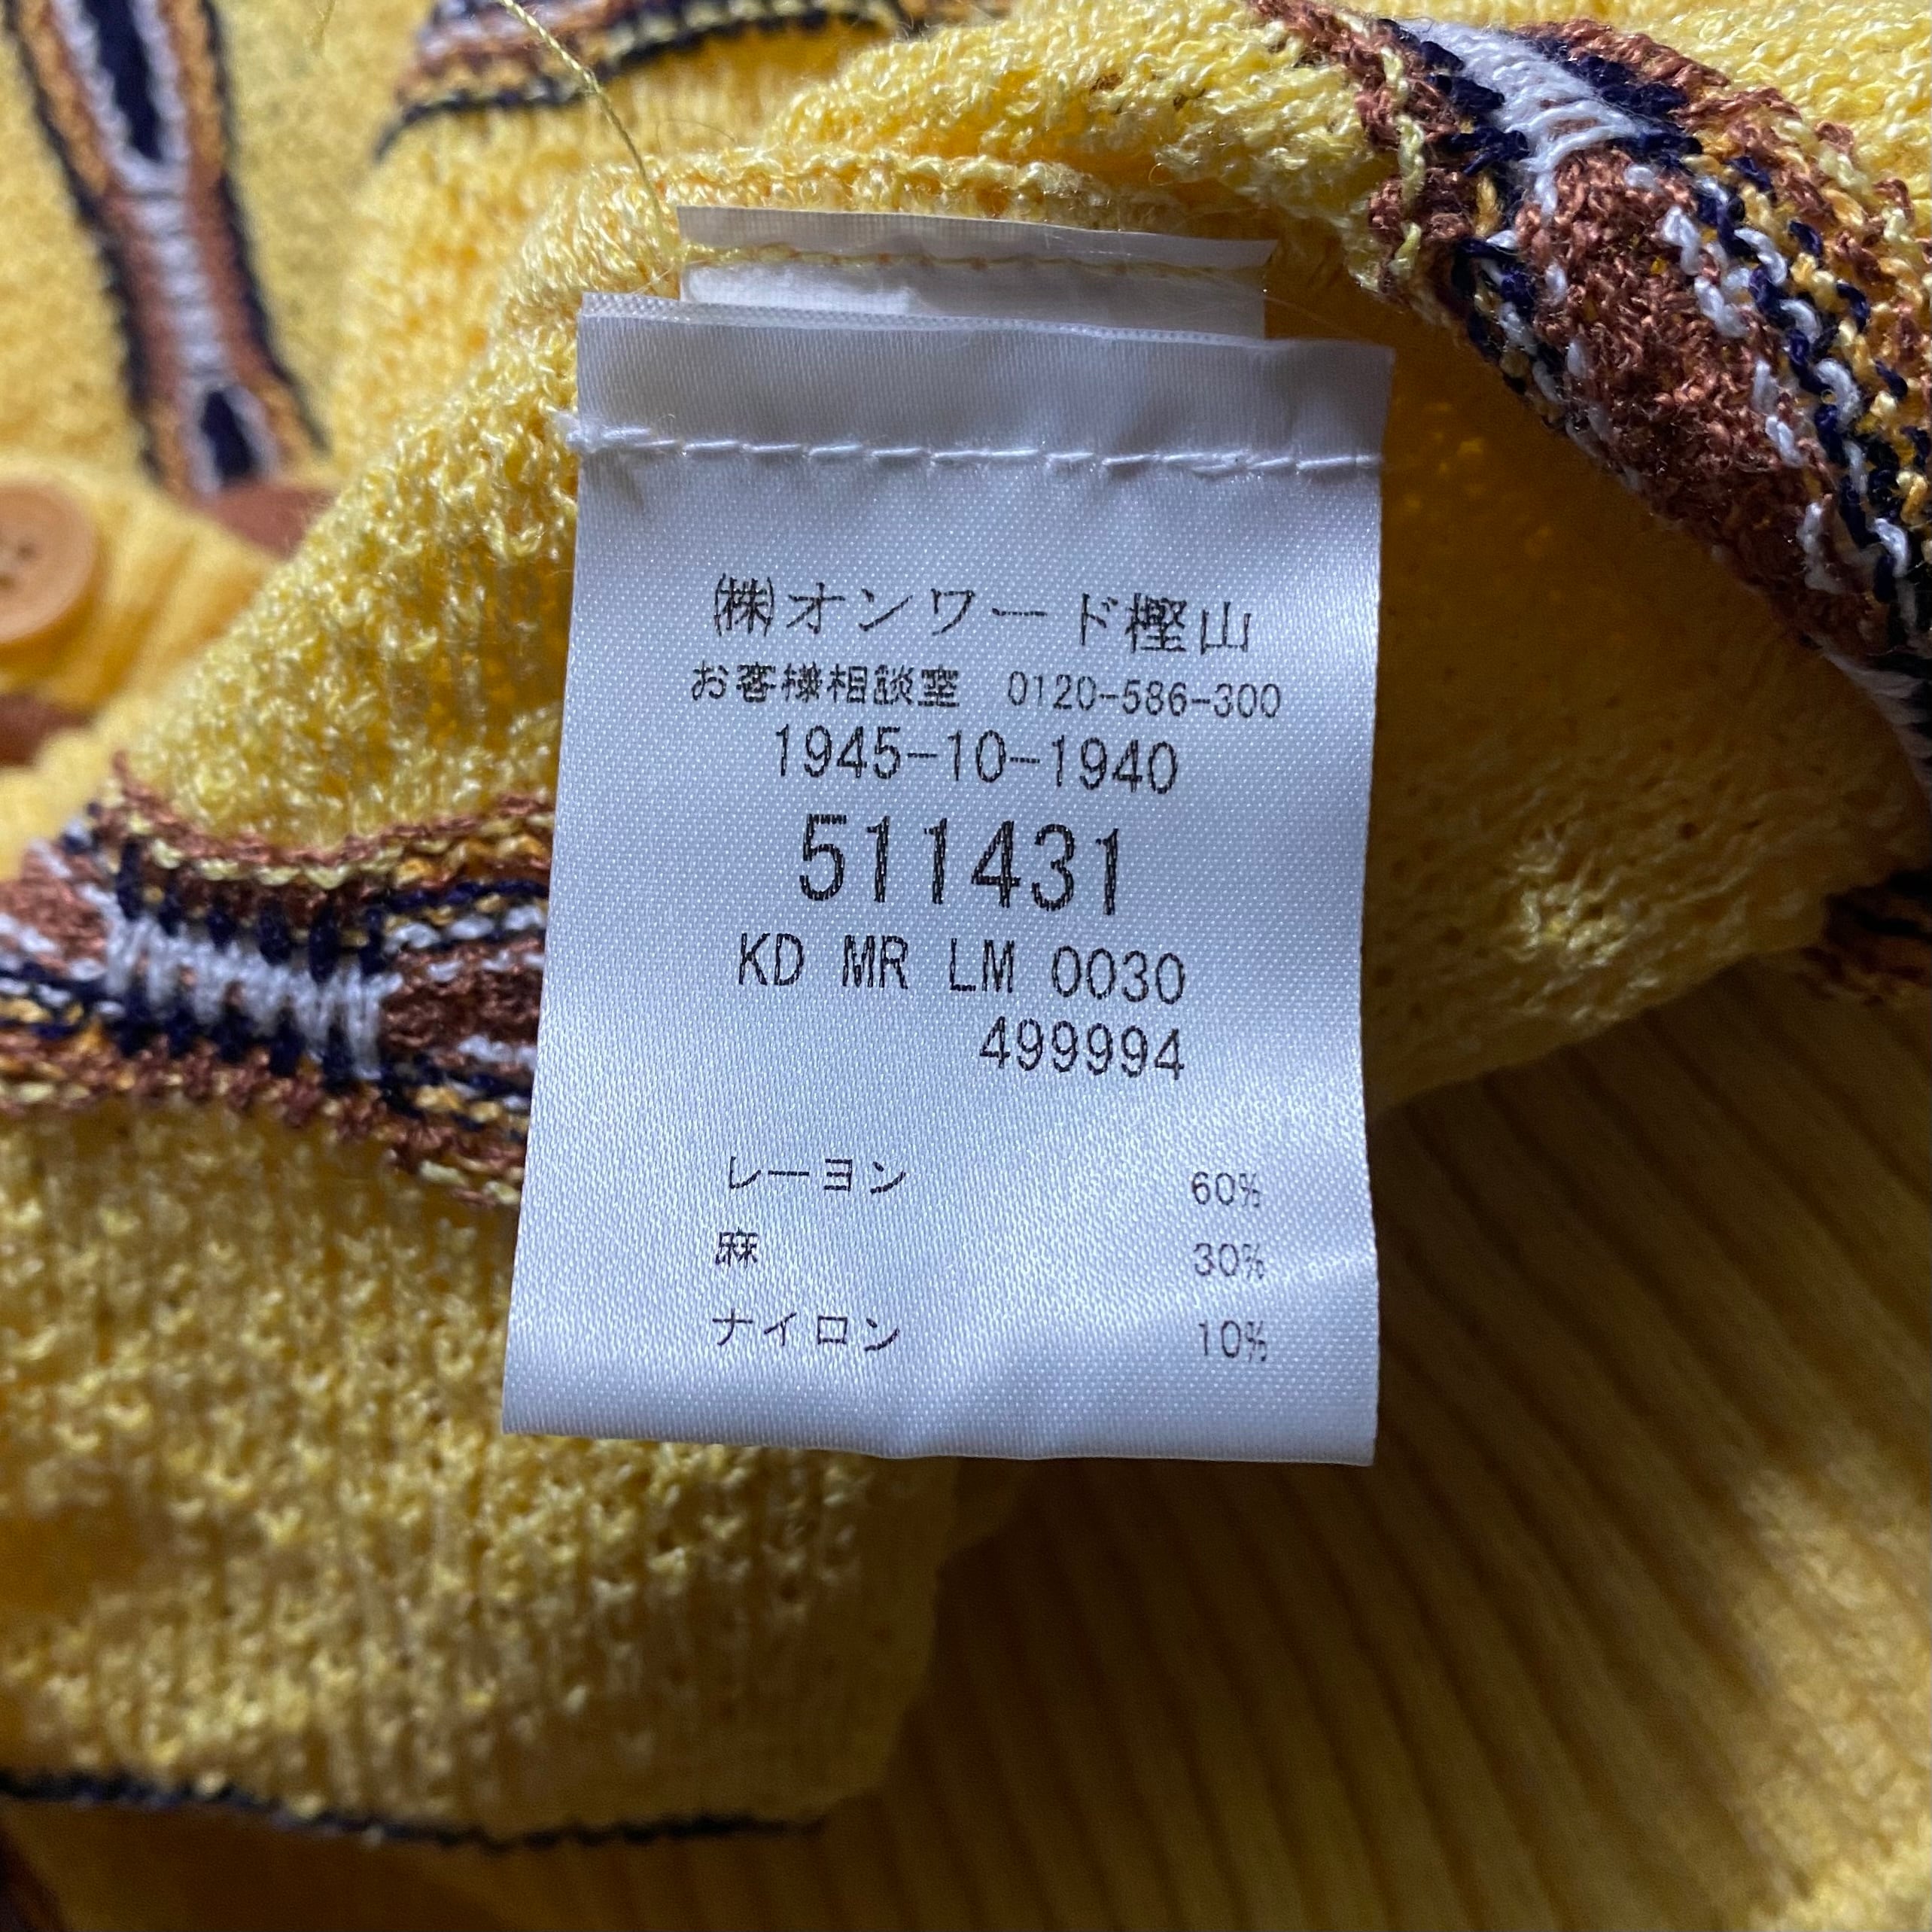 ㈱オンワード樫山
お客様相談室 0120-586-300
1945-10-1940
511431
KD MR LM 0030
499994
レーヨン 60%
麻 30%
ナイロン 10%